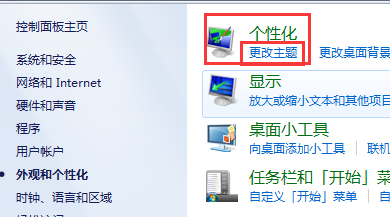 控制面板主页
系统和安全
网络和 Internet
硬件和声音
程序
用户帐户
外观和个性化
时钟、语言和区域
个性化
更改主题 更改桌面背景
显示
放大或缩小文本和其他项目
桌面小工具
向桌面添加小工具 联机
任务栏和「开始」菜
自定义「开始」菜单 自